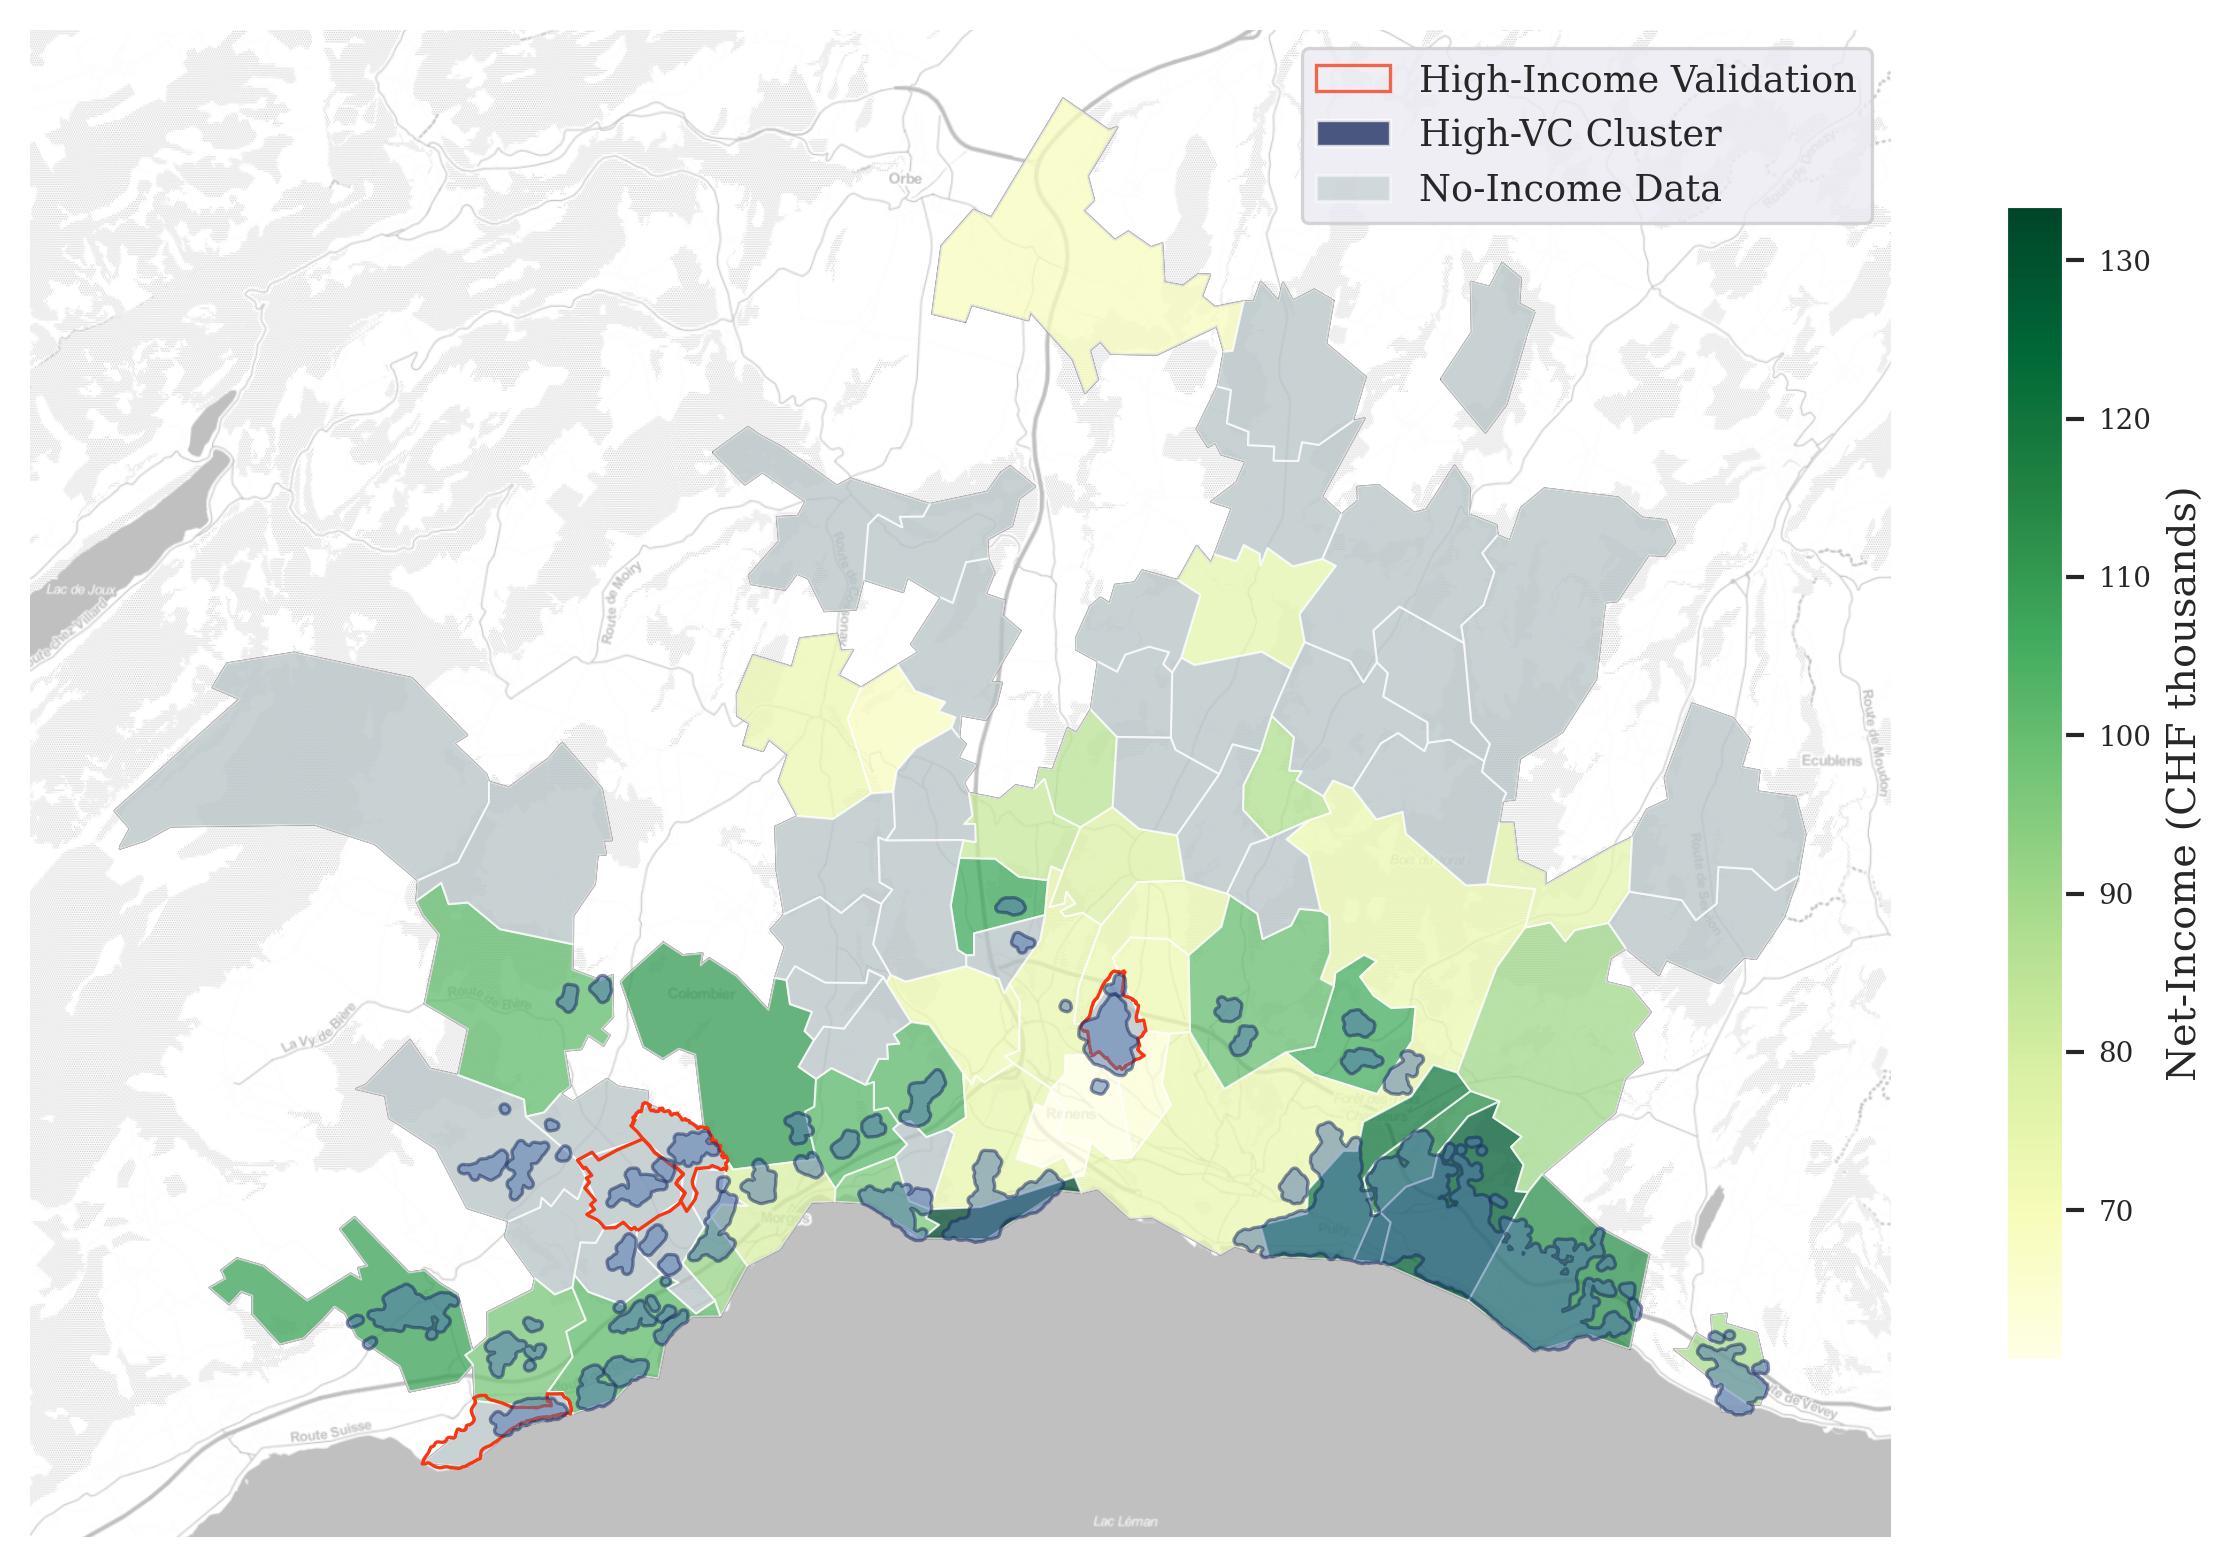 High-Income Validation
High-VC Cluster
No-Income Data
Orbe
Route de Moiry
Lac de Joux
Route de Moudon
Ecublens
Colombier
Route de Bière
La Vy de Bière
Renens
Pully
Morges
Route Suisse
Route de Vevey
Lac Léman
130
120
110
100
90
80
70
Net-Income (CHF thousands)